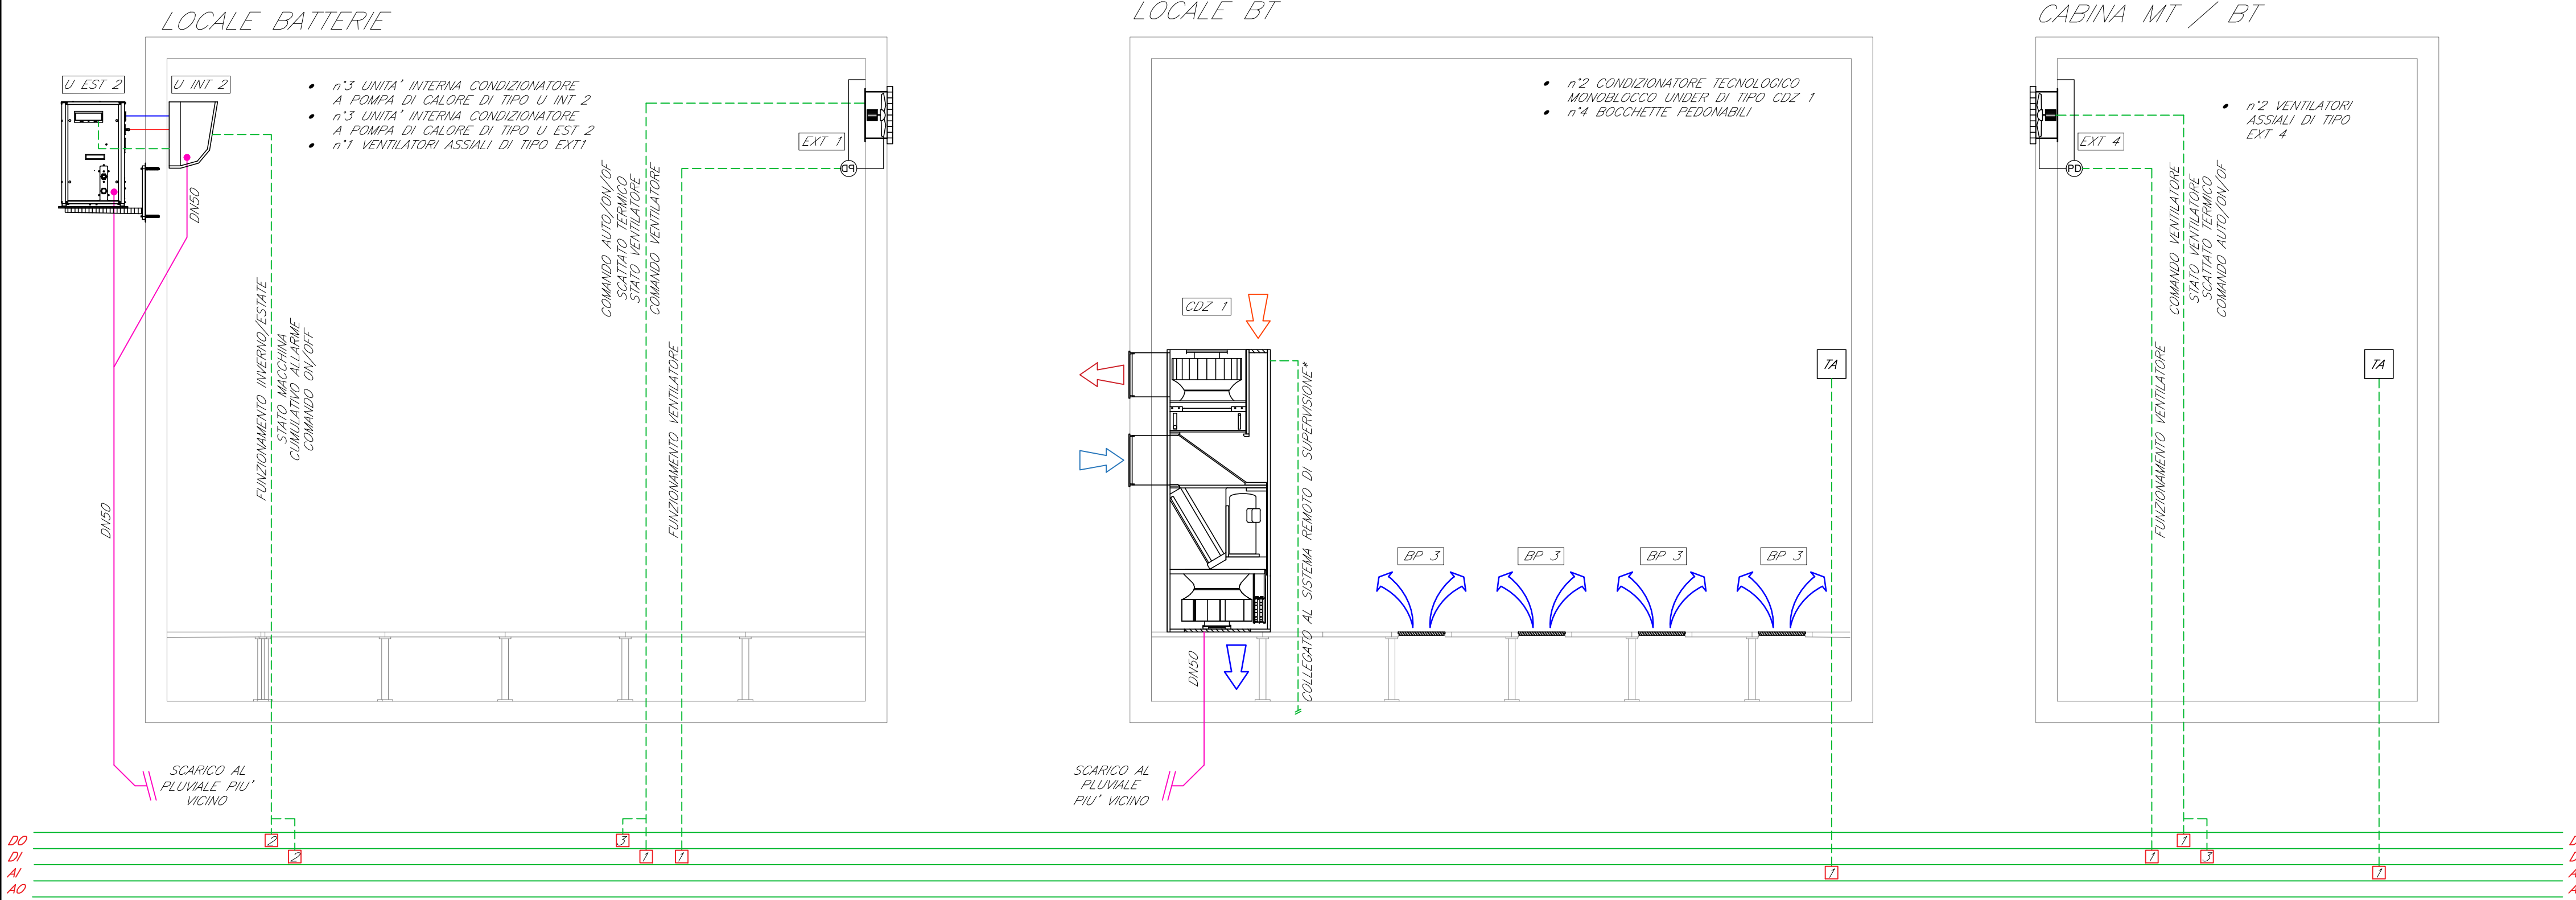 LOCALE BATTERIE
U EST 2
U INT 2
• n°3 UNITA' INTERNA CONDIZIONATORE
A POMPA DI CALORE DI TIPO U INT 2
• n°3 UNITA' INTERNA CONDIZIONATORE
A POMPA DI CALORE DI TIPO U EST 2
• n°1 VENTILATORI ASSIALI DI TIPO EXT1
EXT 1
PD
DN50
DN50
FUNZIONAMENTO INVERNO/ESTATE
STATO MACCHINA
CUMULATIVO ALLARME
COMANDO ON/OFF
COMANDO AUTO/ON/OF
SCATTATO TERMICO
STATO VENTILATORE
COMANDO VENTILATORE
FUNZIONAMENTO VENTILATORE
SCARICO AL
PLUVIALE PIU'
VICINO
LOCALE BT
• n°2 CONDIZIONATORE TECNOLOGICO
MONOBLOCCO UNDER DI TIPO CDZ 1
• n°4 BOCCHETTE PEDONABILI
CDZ 1
COLLEGATO AL SISTEMA REMOTO DI SUPERVISIONE*
TA
BP 3
BP 3
BP 3
BP 3
DN50
SCARICO AL
PLUVIALE
PIU' VICINO
CABINA MT / BT
• n°2 VENTILATORI
ASSIALI DI TIPO
EXT 4
EXT 4
PD
COMANDO VENTILATORE
STATO VENTILATORE
SCATTATO TERMICO
COMANDO AUTO/ON/OF
FUNZIONAMENTO VENTILATORE
TA
DO
2
3
1
DI
2
1
1
1
3
AI
1
1
AO